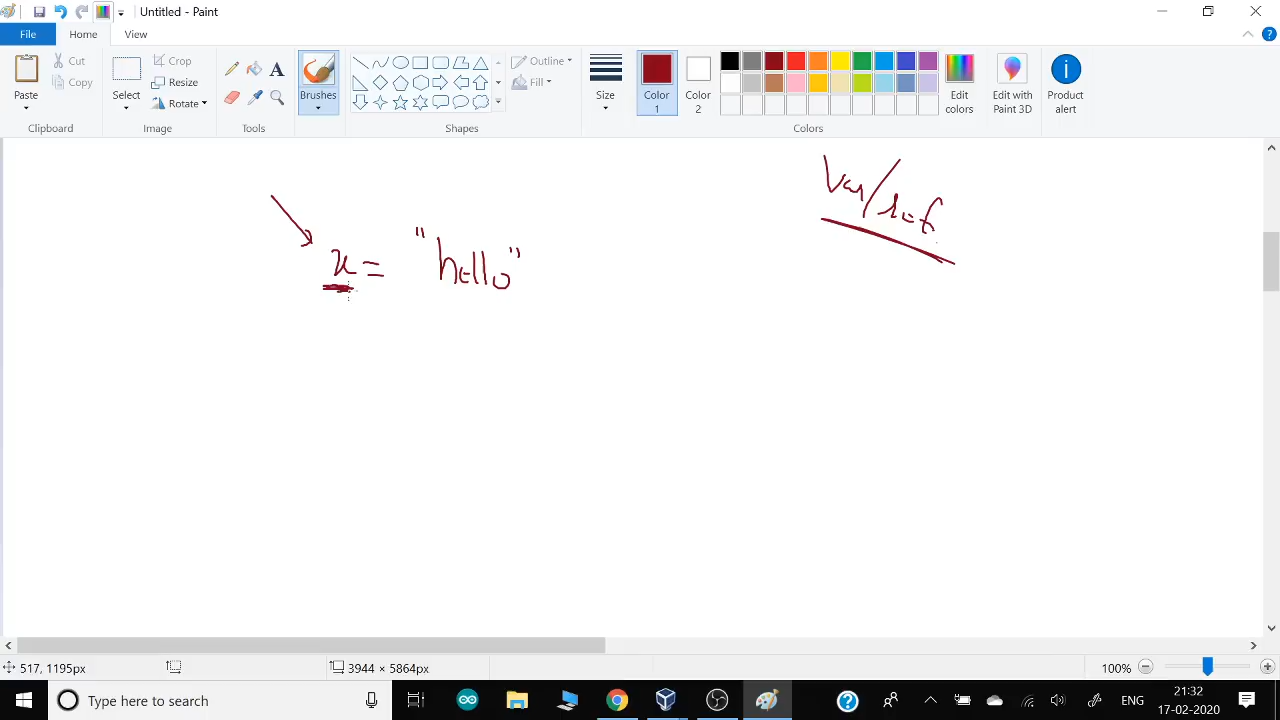 Untitled - Paint
File
Home
View
Paste
Cut
Copy
Clipboard
Select
Crop
Resize
Rotate
Image
A
Tools
Brushes
Shapes
Outline
Fill
Size
Color
1
Color
2
Edit
colors
Colors
Edit with
Paint 3D
Product
alert
Var/ref
x = "hello"
517, 1195px
3944 × 5864px
100%
Type here to search
ENG
21:32
17-02-2020